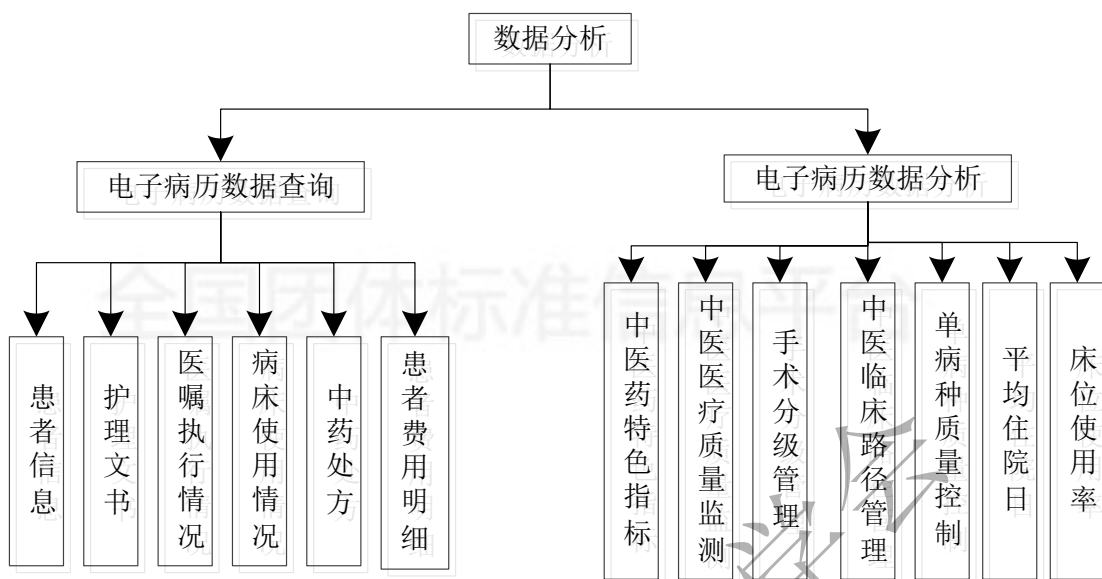 数据分析
电子病历数据查询
电子病历数据分析
患者信息
护理文书
医嘱执行情况
病床使用情况
中药处方
患者费用明细
中医药特色指标
中医医疗质量监测
手术分级管理
中医临床路径管理
单病种质量控制
平均住院日
床位使用率
全国团体标准信息平台
学会